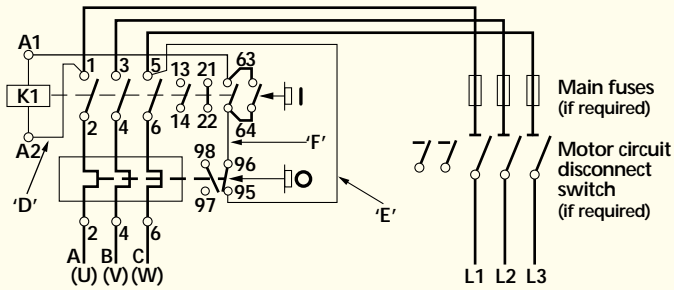 A1
1 3 5
63
13 21
K1
I
14 22
2 4 6
64
A2
'F'
98 96
O
97 95
'D'
'E'
2 4 6
A B C
(U) (V) (W)
Main fuses
(if required)
Motor circuit
disconnect
switch
(if required)
L1 L2 L3